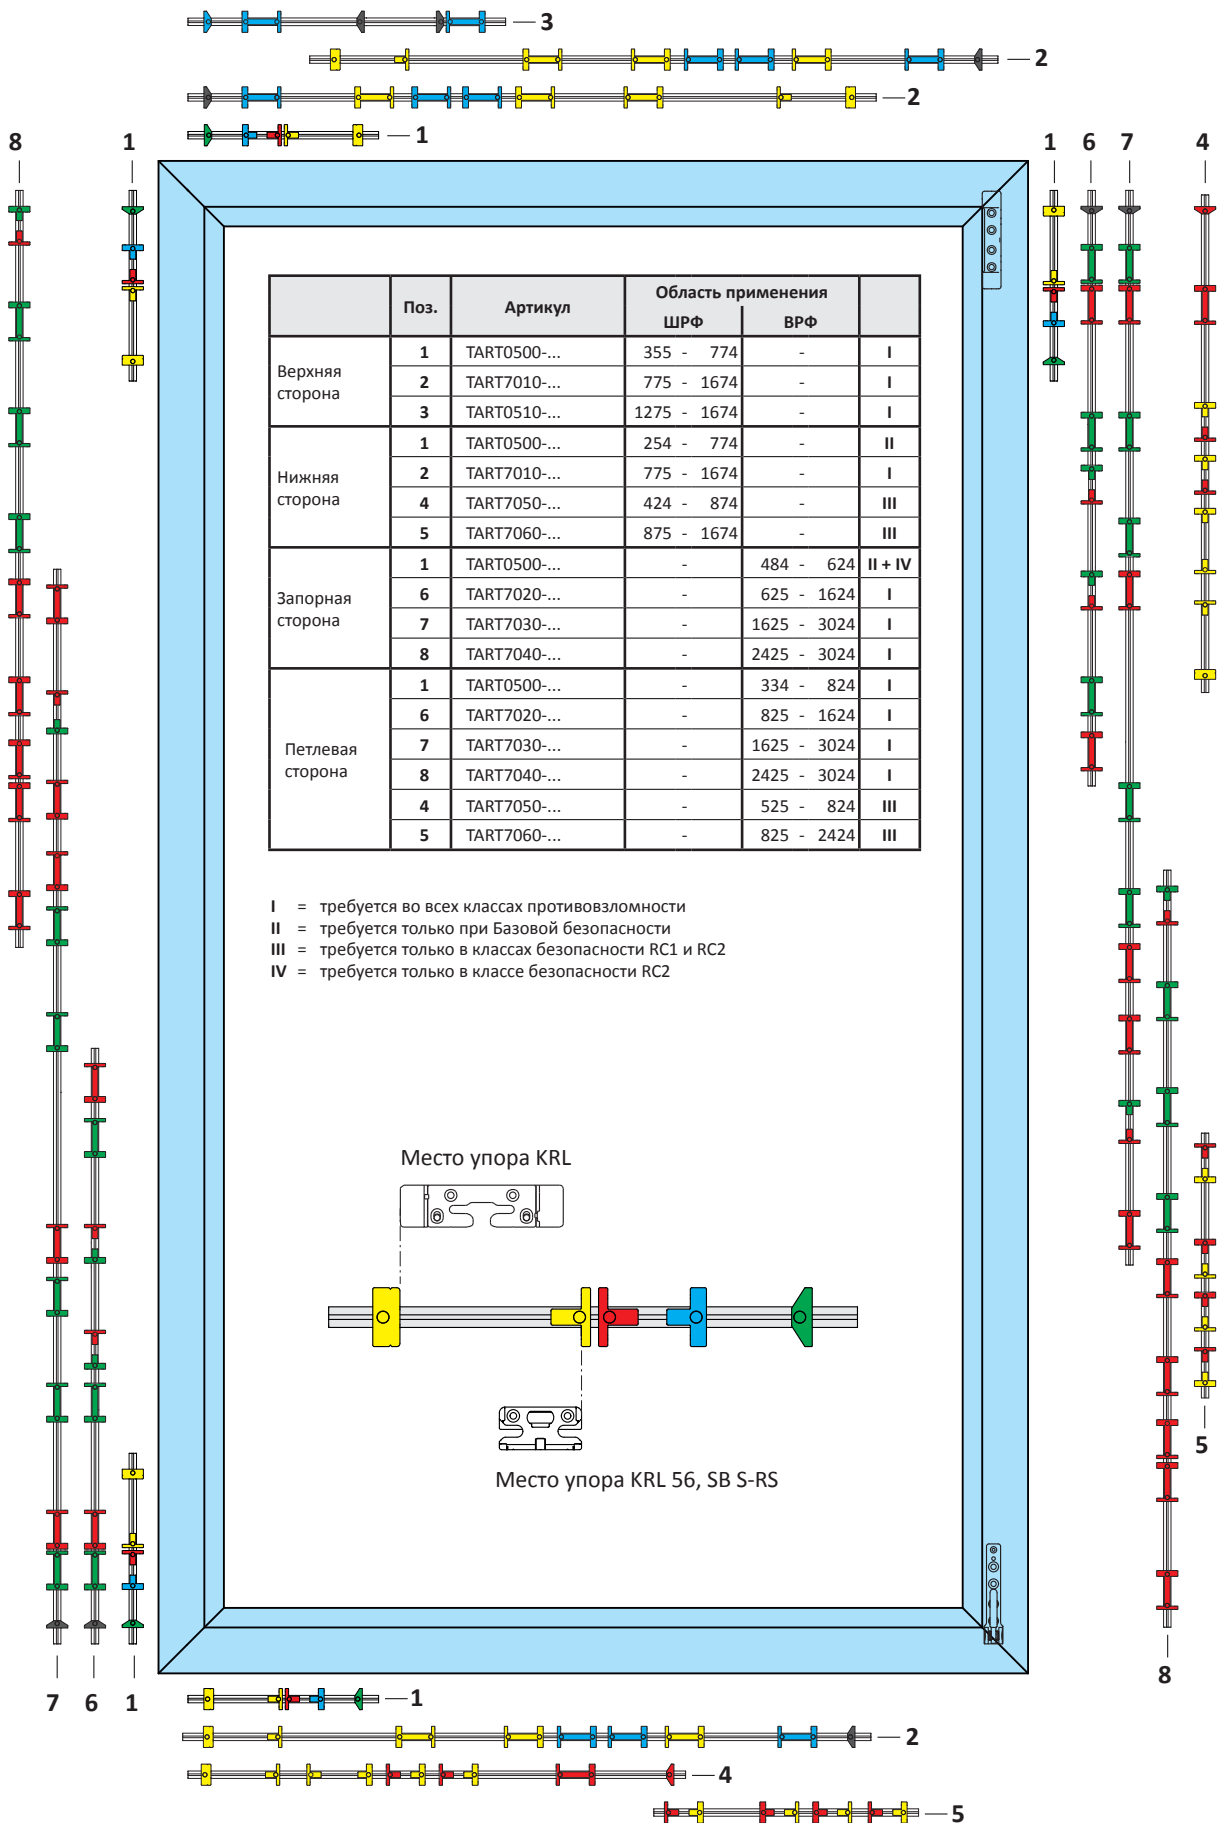 3
2
2
1
8
1
1
6
7
4
Поз.
Артикул
Область применения
ШРФ
ВРФ
Верхняя сторона
1 TART0500-... 355 - 774 - I
2 TART7010-... 775 - 1674 - I
3 TART0510-... 1275 - 1674 - I
Нижняя сторона
1 TART0500-... 254 - 774 - II
2 TART7010-... 775 - 1674 - I
4 TART7050-... 424 - 874 - III
5 TART7060-... 875 - 1674 - III
Запорная сторона
1 TART0500-... - 484 - 624 II + IV
6 TART7020-... - 625 - 1624 I
7 TART7030-... - 1625 - 3024 I
8 TART7040-... - 2425 - 3024 I
Петлевая сторона
1 TART0500-... - 334 - 824 I
6 TART7020-... - 825 - 1624 I
7 TART7030-... - 1625 - 3024 I
8 TART7040-... - 2425 - 3024 I
4 TART7050-... - 525 - 824 III
5 TART7060-... - 825 - 2424 III
I = требуется во всех классах противовзломности
II = требуется только при Базовой безопасности
III = требуется только в классах безопасности RC1 и RC2
IV = требуется только в классе безопасности RC2
Место упора KRL
Место упора KRL 56, SB S-RS
5
8
7
6
1
1
2
4
5